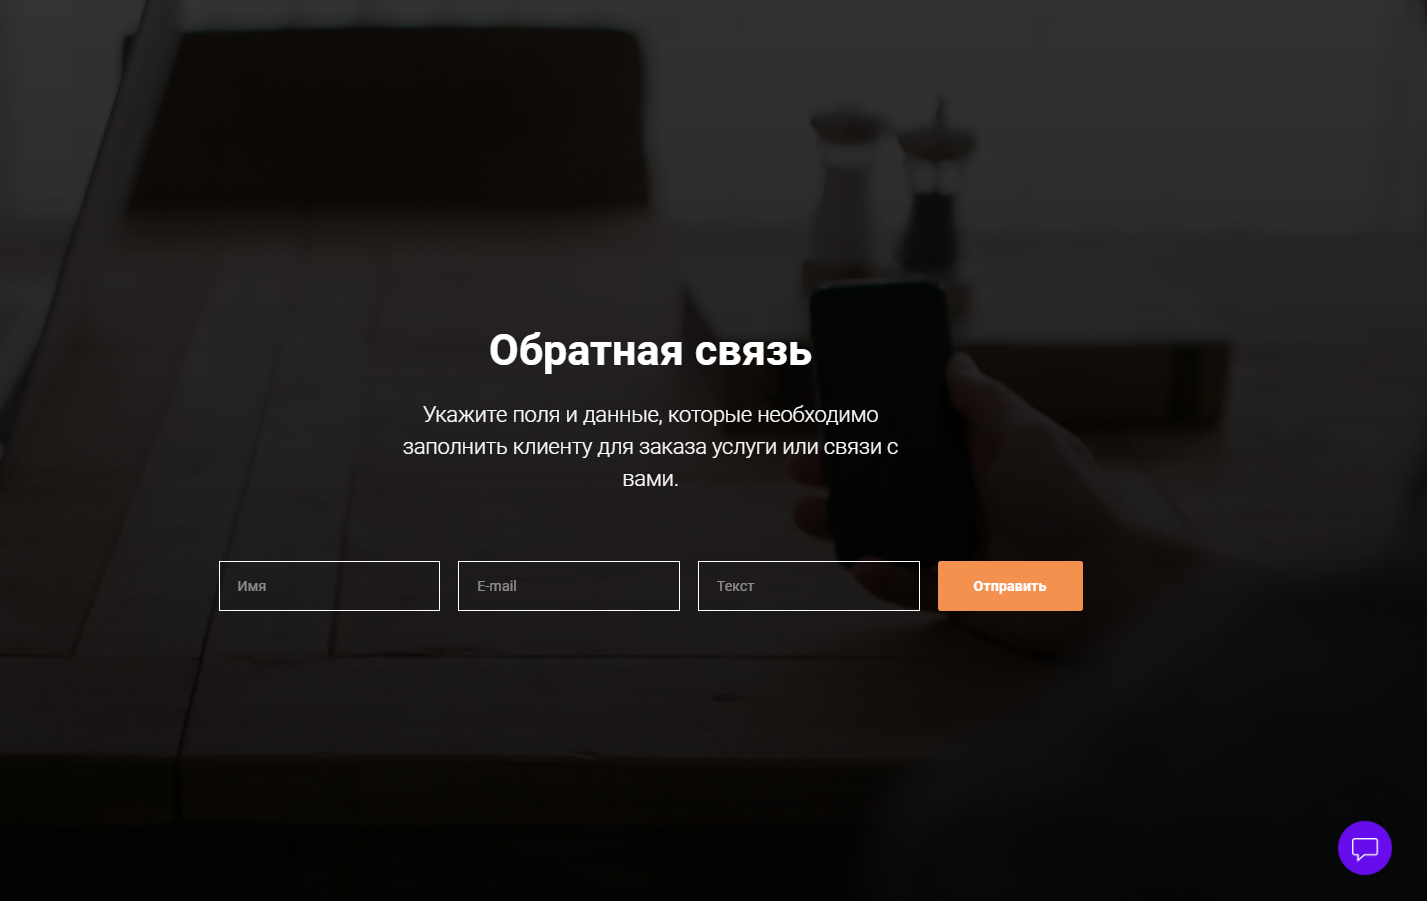 Обратная связь
Укажите поля и данные, которые необходимо
заполнить клиенту для заказа услуги или связи с
вами.
Имя
E-mail
Текст
Отправить